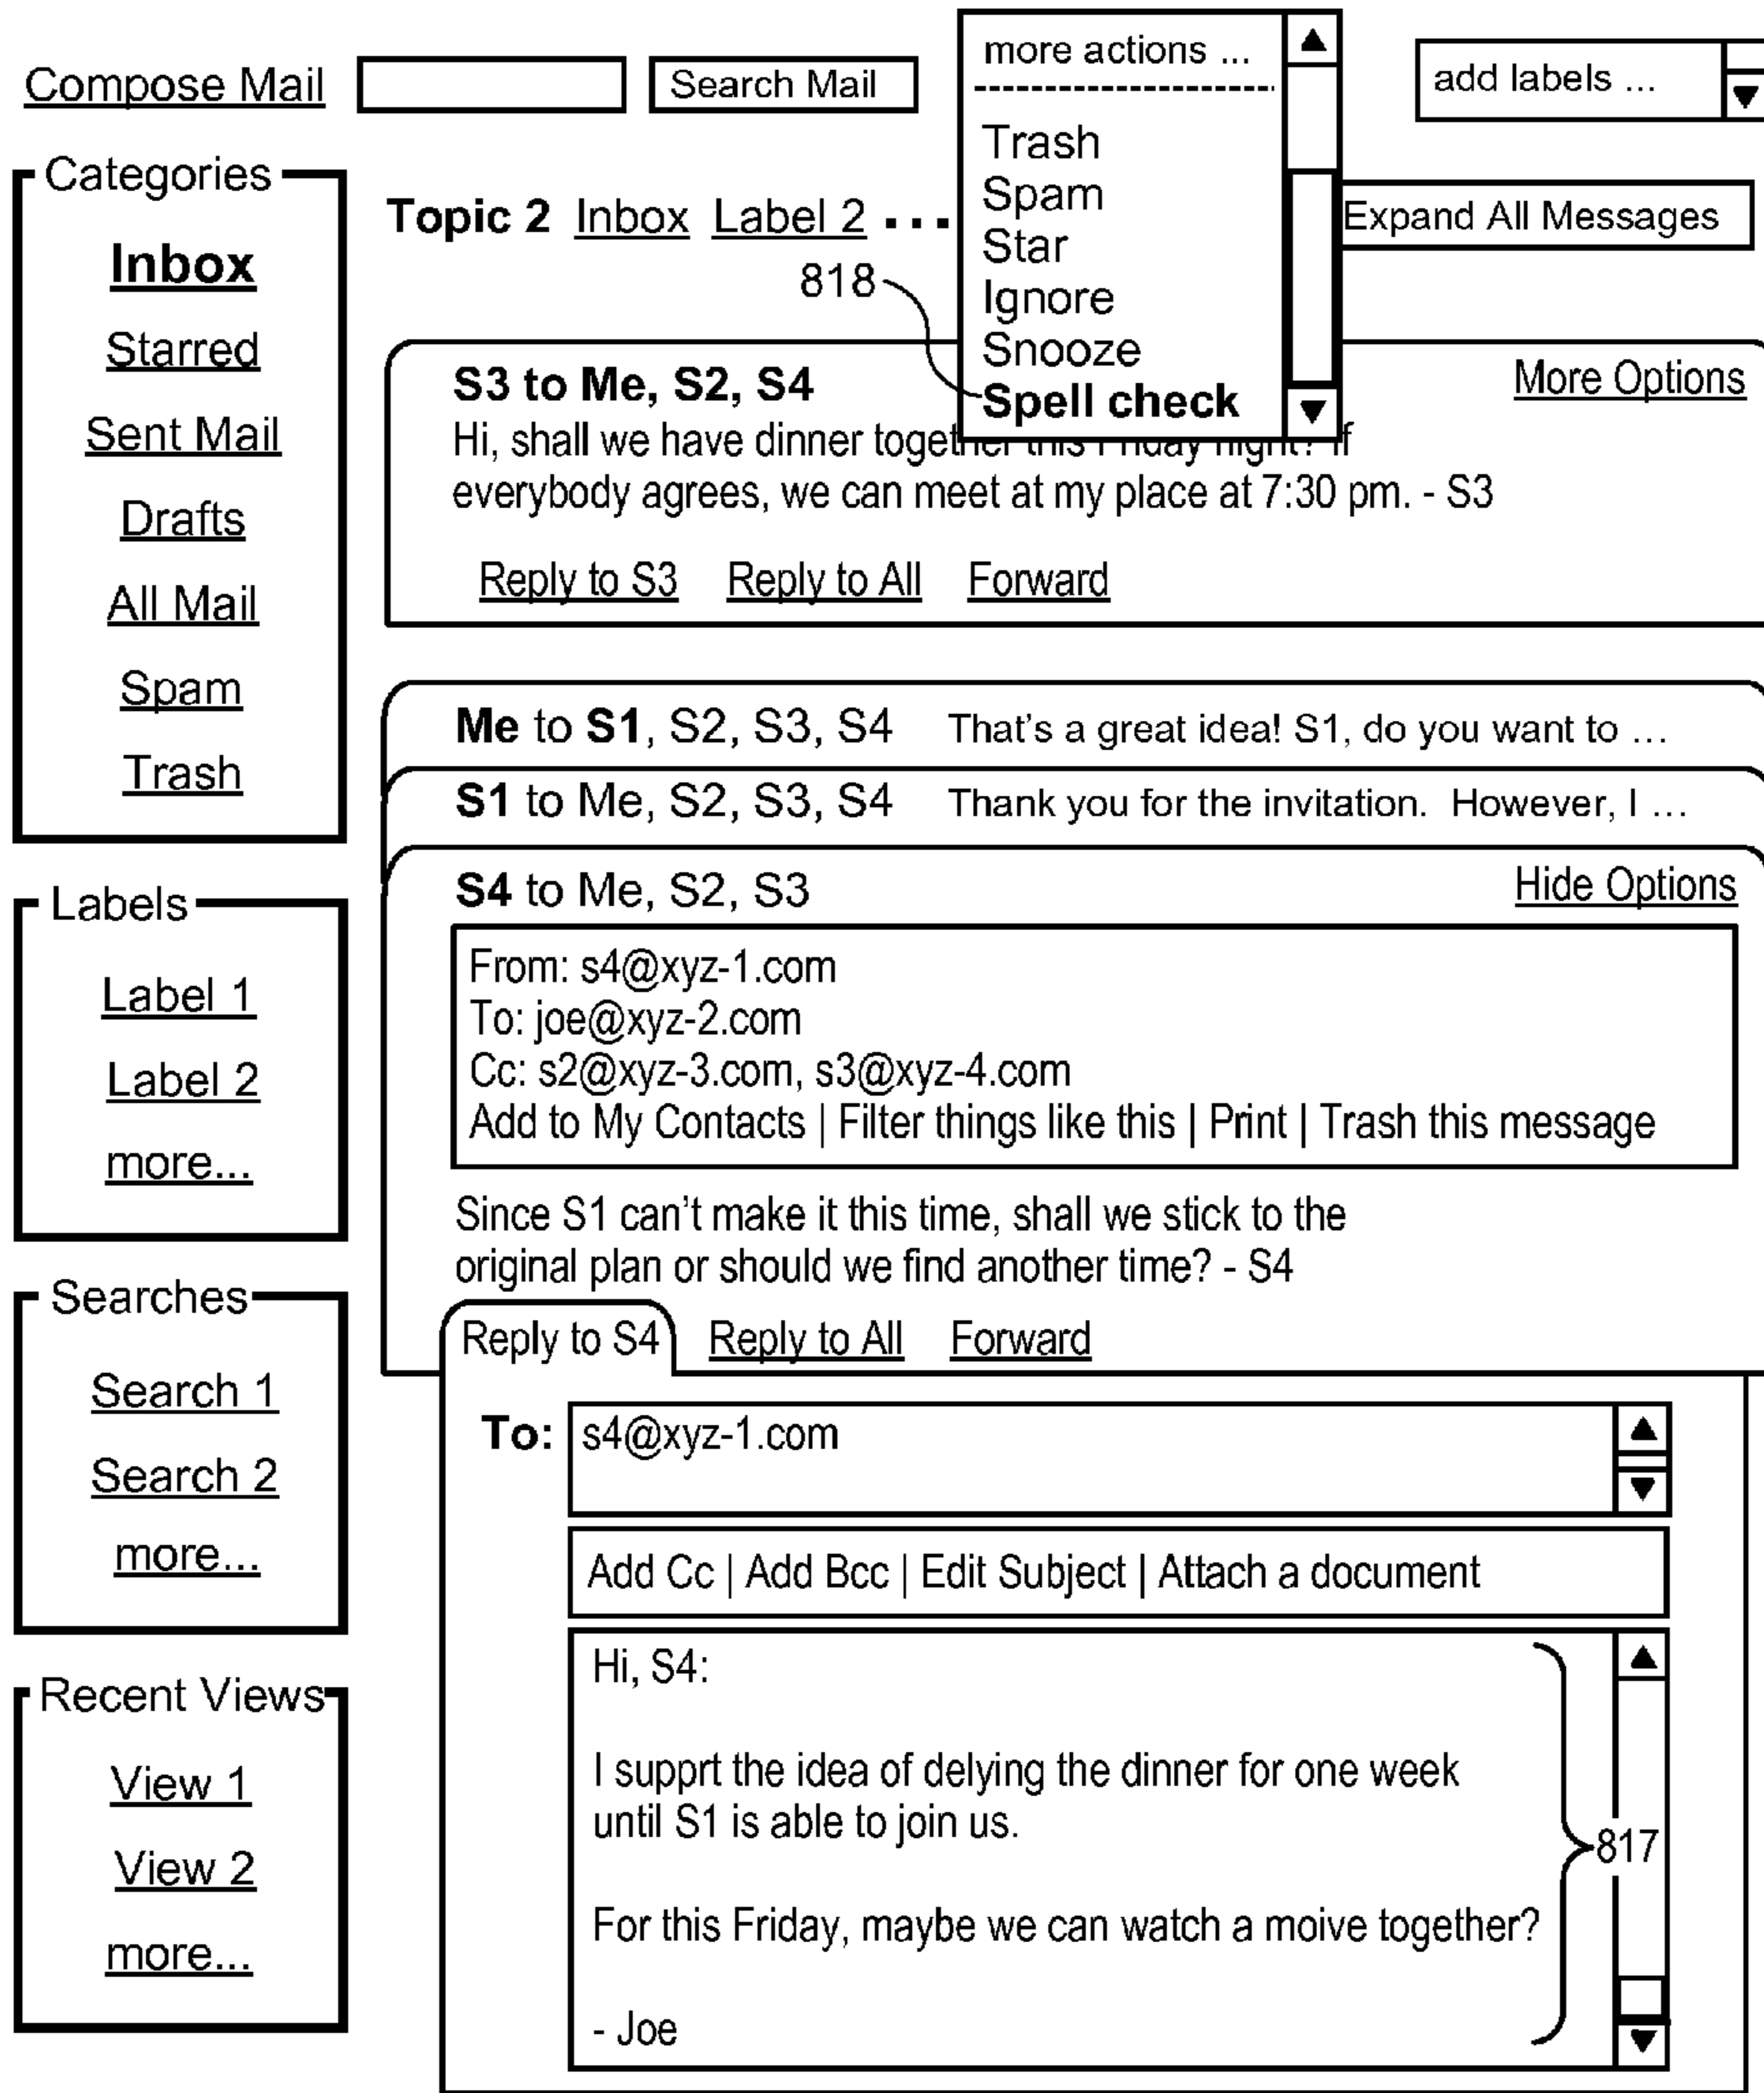 Compose Mail
Search Mail
more actions ...
Trash
Spam
Star
Ignore
Snooze
Spell check
add labels ...
Categories
Inbox
Starred
Sent Mail
Drafts
All Mail
Spam
Trash
Labels
Label 1
Label 2
more...
Searches
Search 1
Search 2
more...
Recent Views
View 1
View 2
more...
Topic 2 Inbox Label 2 ...
Expand All Messages
818
S3 to Me, S2, S4
More Options
Hi, shall we have dinner together this Friday night? If
everybody agrees, we can meet at my place at 7:30 pm. - S3
Reply to S3 Reply to All Forward
Me to S1, S2, S3, S4 That's a great idea! S1, do you want to ...
S1 to Me, S2, S3, S4 Thank you for the invitation. However, I ...
S4 to Me, S2, S3
Hide Options
From: s4@xyz-1.com
To: joe@xyz-2.com
Cc: s2@xyz-3.com, s3@xyz-4.com
Add to My Contacts | Filter things like this | Print | Trash this message
Since S1 can't make it this time, shall we stick to the
original plan or should we find another time? - S4
Reply to S4 Reply to All Forward
To: s4@xyz-1.com
Add Cc | Add Bcc | Edit Subject | Attach a document
Hi, S4:
I supprt the idea of delying the dinner for one week
until S1 is able to join us.
817
For this Friday, maybe we can watch a moive together?
- Joe